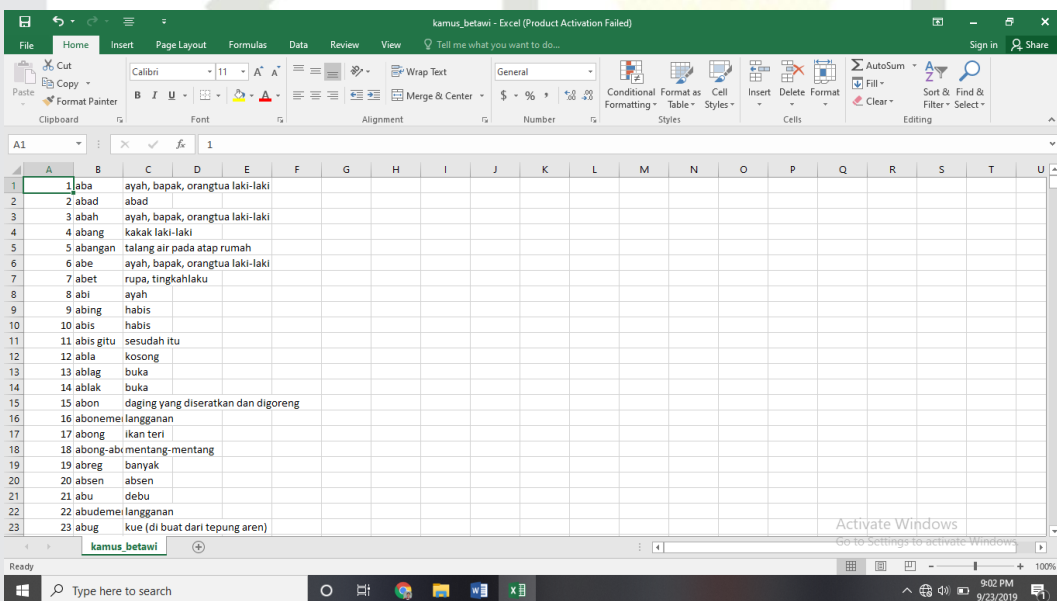 kamus_betawi - Excel (Product Activation Failed)
File Home Insert Page Layout Formulas Data Review View Tell me what you want to do... Sign in Share
Cut
Copy
Format Painter
Paste
Calibri 11
B I U
Wrap Text
Merge & Center
General
$ % ,
Conditional Formatting
Format as Table
Cell Styles
Insert Delete Format
AutoSum
Fill
Clear
Sort & Filter
Find & Select
Clipboard Font Alignment Number Styles Cells Editing
A1 fx 1
A B C D E F G H I J K L M N O P Q R S T U
1 1 aba ayah, bapak, orangtua laki-laki
2 2 abad abad
3 3 abah ayah, bapak, orangtua laki-laki
4 4 abang kakak laki-laki
5 5 abangan talang air pada atap rumah
6 6 abe ayah, bapak, orangtua laki-laki
7 7 abet rupa, tingkahlaku
8 8 abi ayah
9 9 abing habis
10 10 abis habis
11 11 abis gitu sesudah itu
12 12 abla kosong
13 13 ablag buka
14 14 ablak buka
15 15 abon daging yang diseratkan dan digoreng
16 16 aboneme langganan
17 17 abong ikan teri
18 18 abong-ab mentang-mentang
19 19 abreg banyak
20 20 absen absen
21 21 abu debu
22 22 abudeme langganan
23 23 abug kue (di buat dari tepung aren)
Activate Windows
Go to Settings to activate Windows.
kamus_betawi
Ready 100%
Type here to search
9:02 PM
9/23/2019